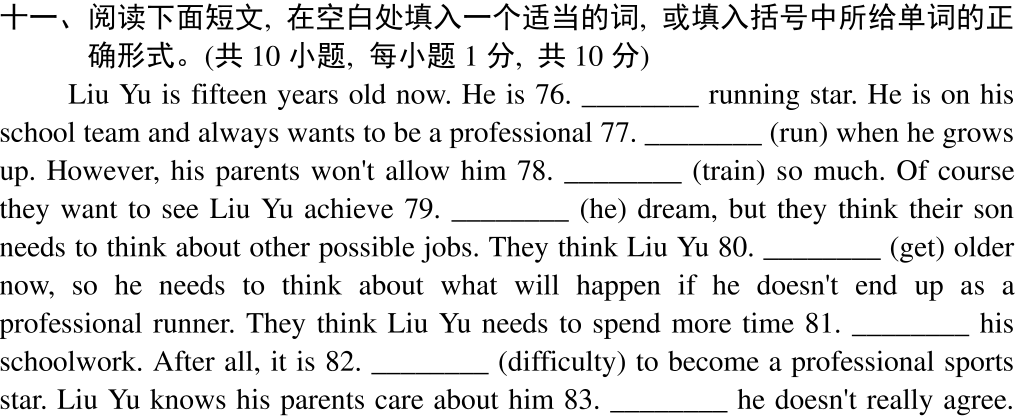 十一、阅读下面短文, 在空白处填入一个适当的词, 或填入括号中所给单词的正
确形式。(共 10 小题, 每小题 1 分, 共 10 分)
Liu Yu is fifteen years old now. He is 76. ________ running star. He is on his
school team and always wants to be a professional 77. ________ (run) when he grows
up. However, his parents won't allow him 78. ________ (train) so much. Of course
they want to see Liu Yu achieve 79. ________ (he) dream, but they think their son
needs to think about other possible jobs. They think Liu Yu 80. ________ (get) older
now, so he needs to think about what will happen if he doesn't end up as a
professional runner. They think Liu Yu needs to spend more time 81. ________ his
schoolwork. After all, it is 82. ________ (difficulty) to become a professional sports
star. Liu Yu knows his parents care about him 83. ________ he doesn't really agree.